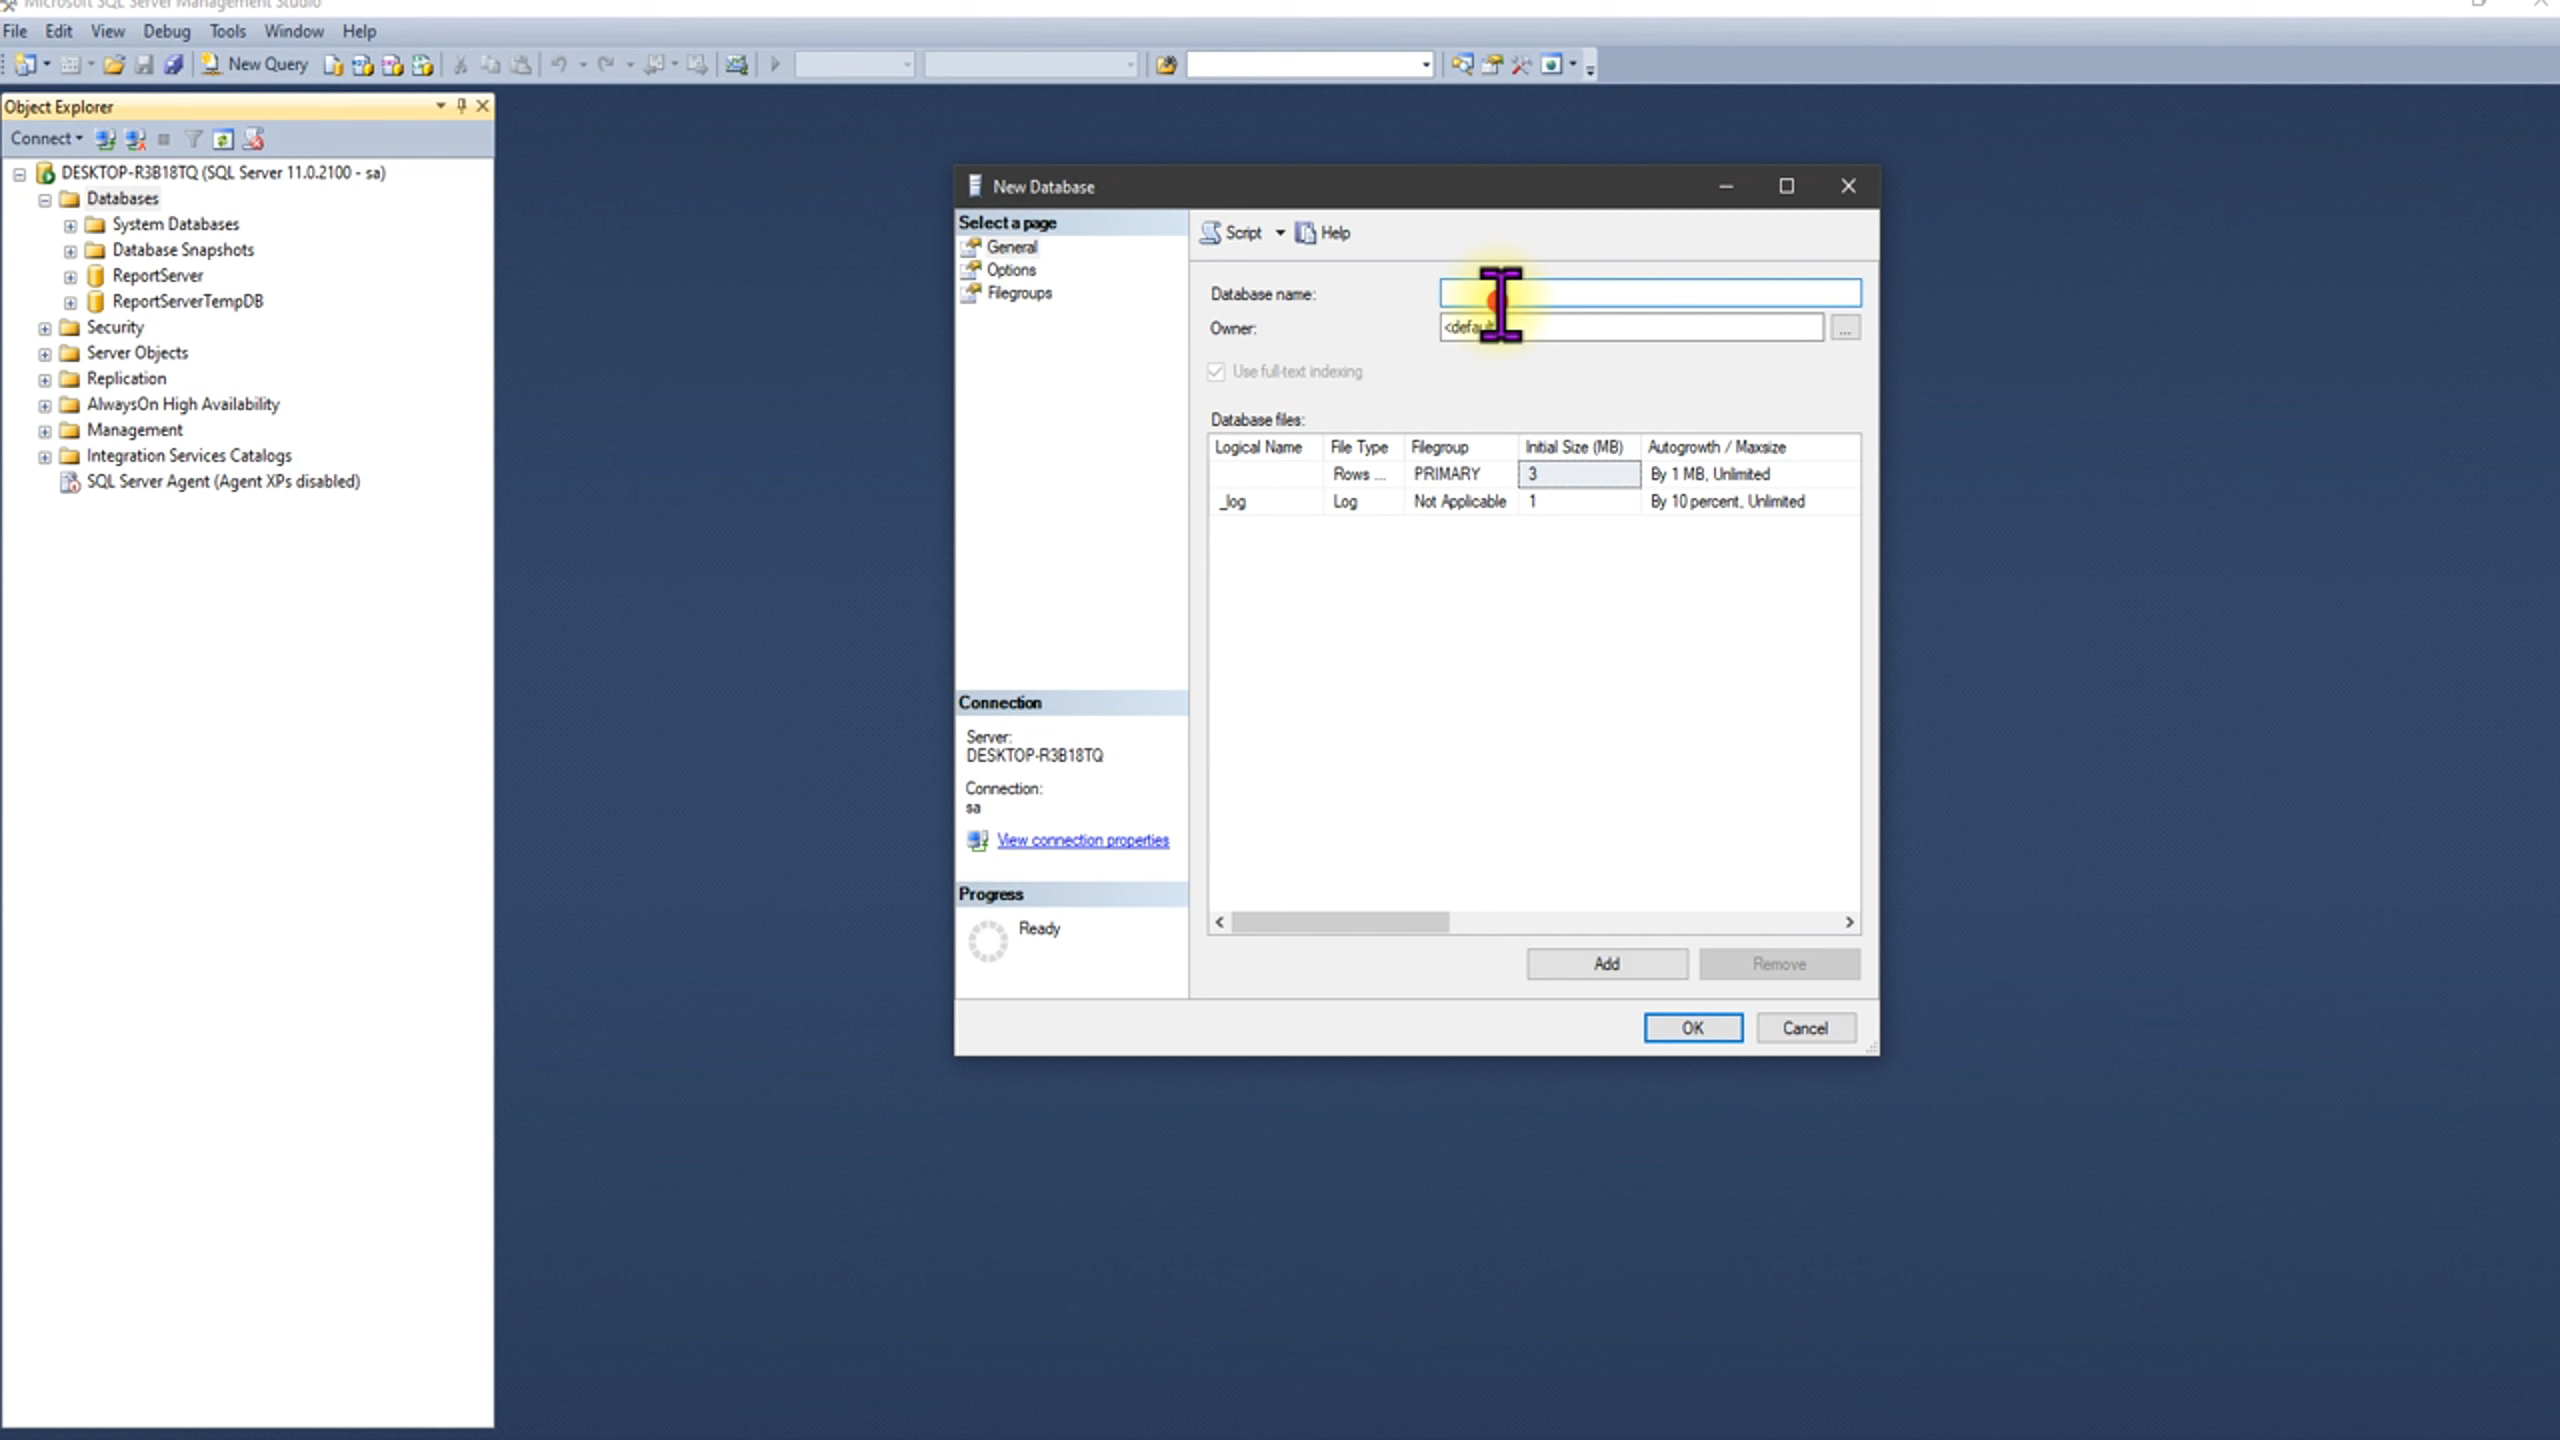 Microsoft SQL Server Management Studio
File Edit View Debug Tools Window Help
New Query
Object Explorer
Connect
DESKTOP-R3B18TQ (SQL Server 11.0.2100 - sa)
Databases
System Databases
Database Snapshots
ReportServer
ReportServerTempDB
Security
Server Objects
Replication
AlwaysOn High Availability
Management
Integration Services Catalogs
SQL Server Agent (Agent XPs disabled)
New Database
Select a page
General
Options
Filegroups
Script Help
Database name:
Owner:
...
Use full-text indexing
Database files:
Logical Name File Type Filegroup Initial Size (MB) Autogrowth / Maxsize
Rows ... PRIMARY 3 By 1 MB, Unlimited
_log Log Not Applicable 1 By 10 percent, Unlimited
Connection
Server:
DESKTOP-R3B18TQ
Connection:
sa
View connection properties
Progress
Ready
Add Remove
OK Cancel